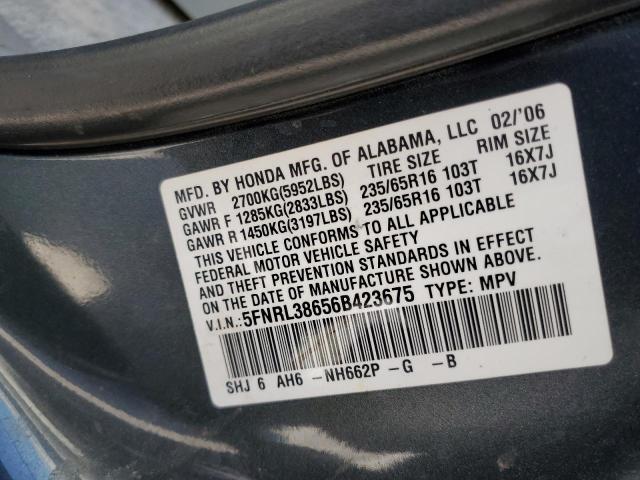 MFD. BY HONDA MFG. OF ALABAMA, LLC 02/'06
GVWR 2700KG(5952LBS) TIRE SIZE RIM SIZE
GAWR F 1285KG(2833LBS) 235/65R16 103T 16X7J
GAWR R 1450KG(3197LBS) 235/65R16 103T 16X7J
THIS VEHICLE CONFORMS TO ALL APPLICABLE
FEDERAL MOTOR VEHICLE SAFETY
AND THEFT PREVENTION STANDARDS IN EFFECT
ON THE DATE OF MANUFACTURE SHOWN ABOVE.
V.I.N.:5FNRL38656B423675 TYPE: MPV
SHJ 6 AH6 -NH662P -G -B